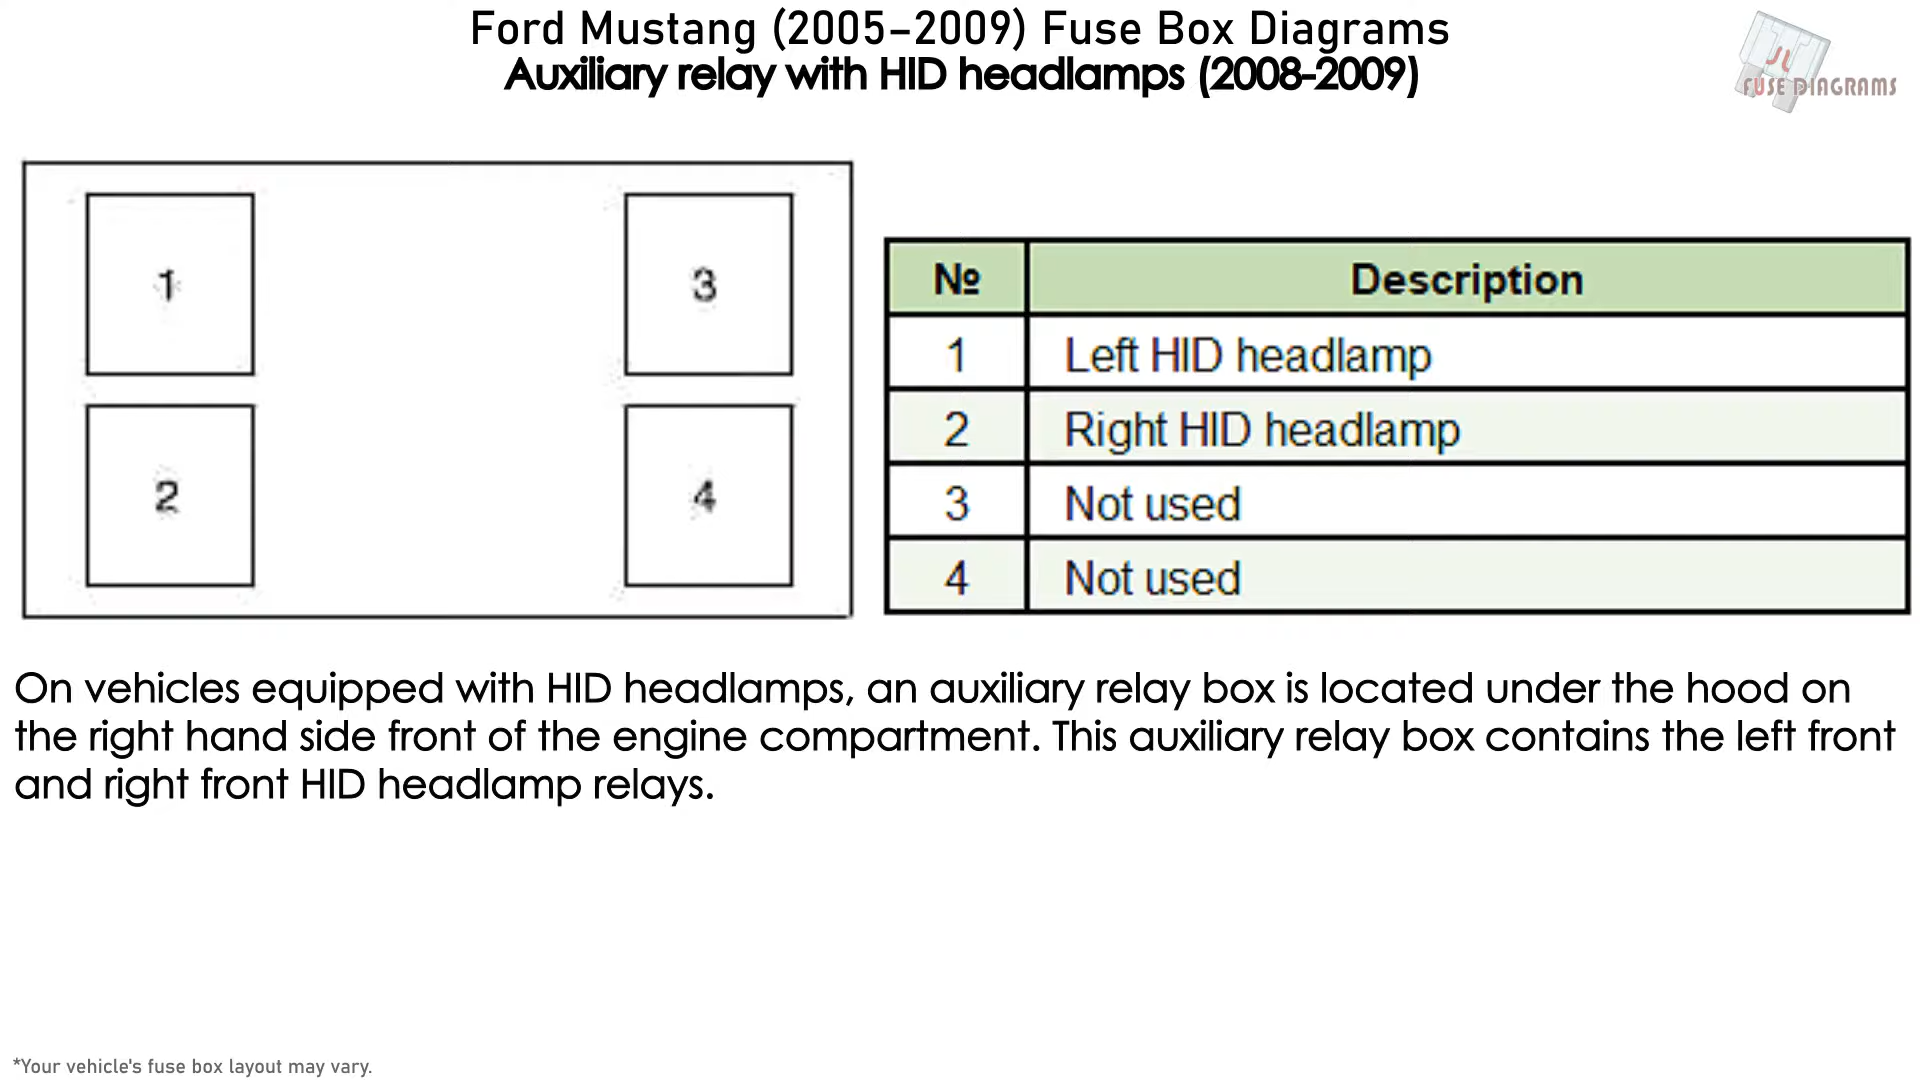 Ford Mustang (2005–2009) Fuse Box Diagrams
Auxiliary relay with HID headlamps (2008-2009)
JL
FUSE DIAGRAMS
1
3
2
4
№ Description
1 Left HID headlamp
2 Right HID headlamp
3 Not used
4 Not used
On vehicles equipped with HID headlamps, an auxiliary relay box is located under the hood on
the right hand side front of the engine compartment. This auxiliary relay box contains the left front
and right front HID headlamp relays.
*Your vehicle's fuse box layout may vary.